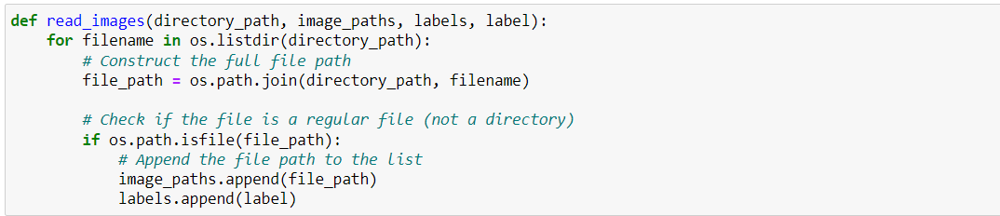 def read_images(directory_path, image_paths, labels, label):
    for filename in os.listdir(directory_path):
        # Construct the full file path
        file_path = os.path.join(directory_path, filename)

        # Check if the file is a regular file (not a directory)
        if os.path.isfile(file_path):
            # Append the file path to the list
            image_paths.append(file_path)
            labels.append(label)